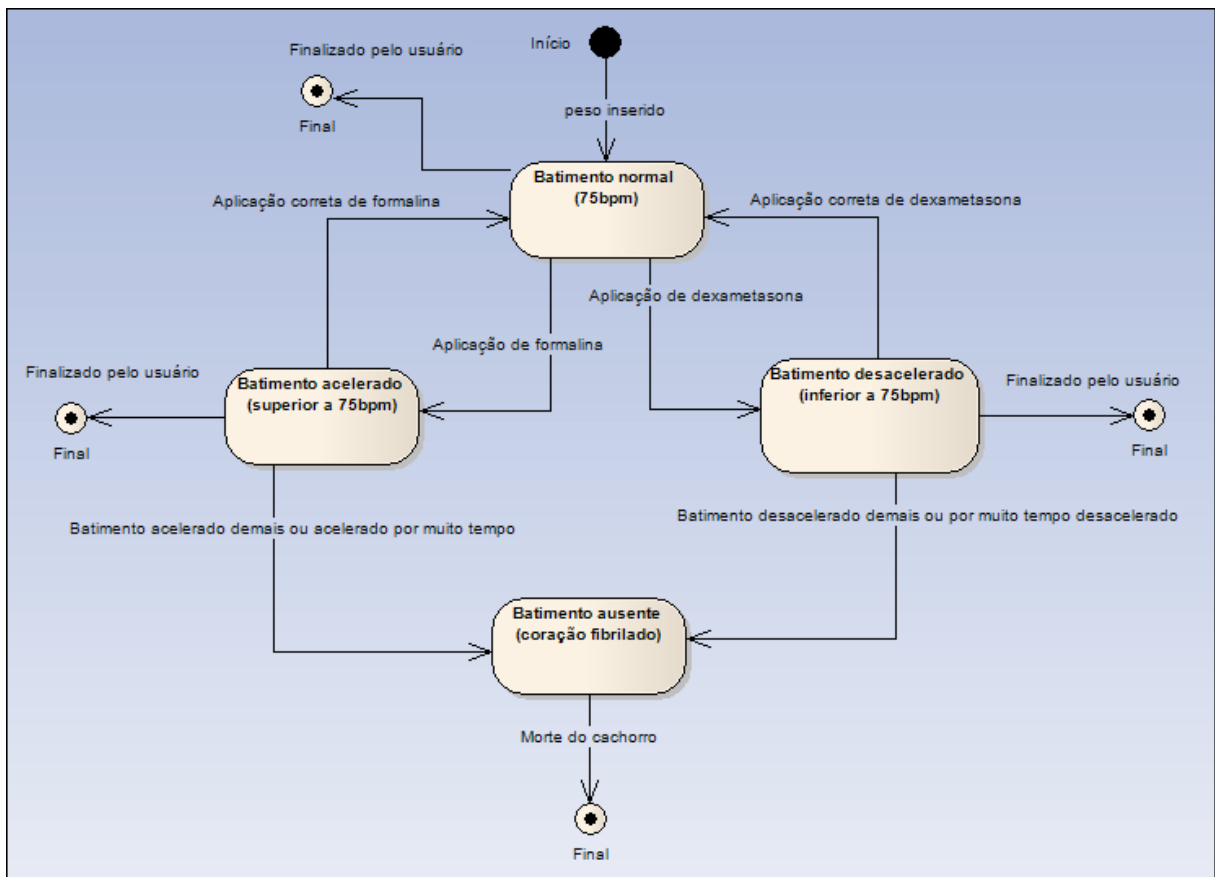 Início
Finalizado pelo usuário
Final
peso inserido
Batimento normal
(75bpm)
Aplicação correta de formalina
Aplicação correta de dexametasona
Aplicação de dexametasona
Aplicação de formalina
Finalizado pelo usuário
Final
Batimento acelerado
(superior a 75bpm)
Batimento desacelerado
(inferior a 75bpm)
Finalizado pelo usuário
Final
Batimento acelerado demais ou acelerado por muito tempo
Batimento desacelerado demais ou por muito tempo desacelerado
Batimento ausente
(coração fibrilado)
Morte do cachorro
Final